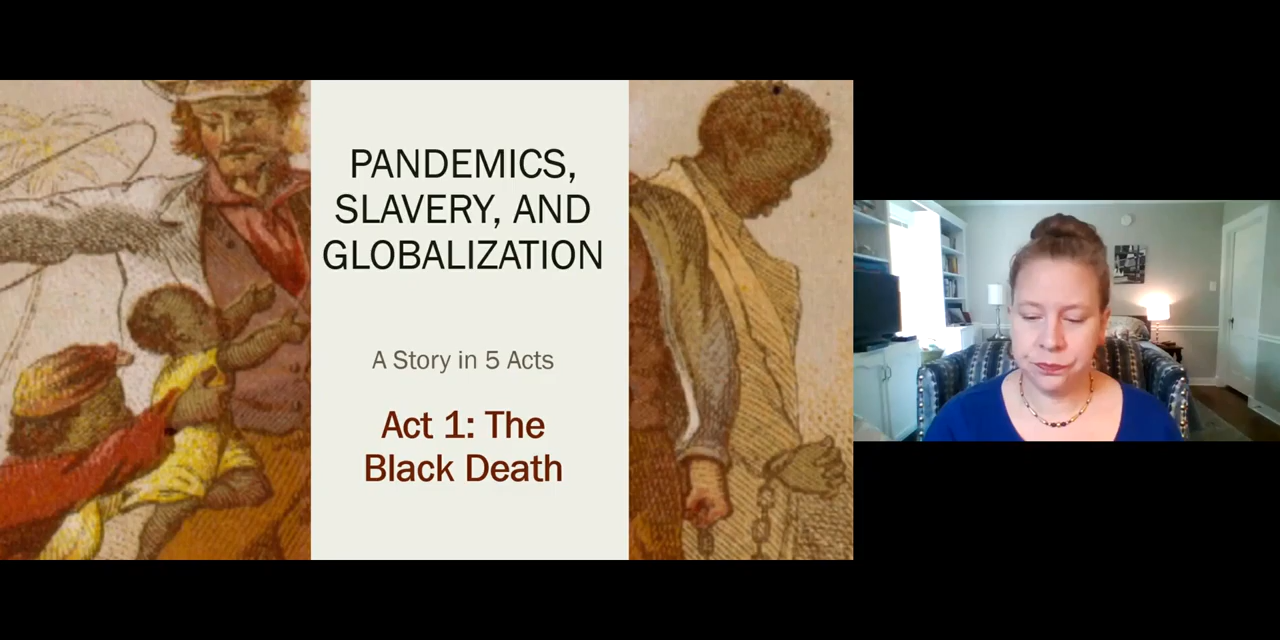 PANDEMICS,
SLAVERY, AND
GLOBALIZATION
A Story in 5 Acts
Act 1: The
Black Death